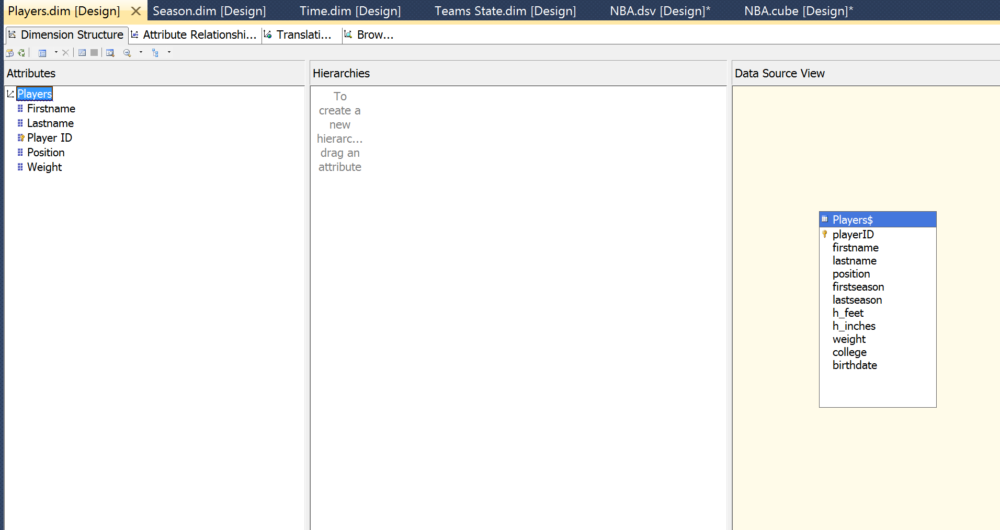 Players.dim [Design]
Season.dim [Design]
Time.dim [Design]
Teams State.dim [Design]
NBA.dsv [Design]*
NBA.cube [Design]*
Dimension Structure
Attribute Relationshi...
Translati...
Brow...
Attributes
Players
Firstname
Lastname
Player ID
Position
Weight
Hierarchies
To
create a
new
hierarc...
drag an
attribute
Data Source View
Players$
playerID
firstname
lastname
position
firstseason
lastseason
h_feet
h_inches
weight
college
birthdate